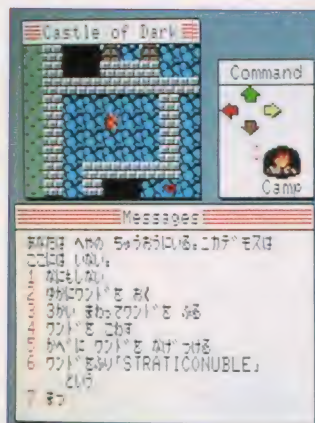 Castle of Dark
Command
Camp
Messages
あなたは へやの ちゅうおうにいる。ニカデモスは
ここには いない。
1 なにもしない
2 ゆかにワンドを おく
3 3かい まわってワンドを ふる
4 ワンドを こわす
5 かべに ワンドを なげつける
6 ワンドをふり「STRATICONUBLE」
という
7 まつ